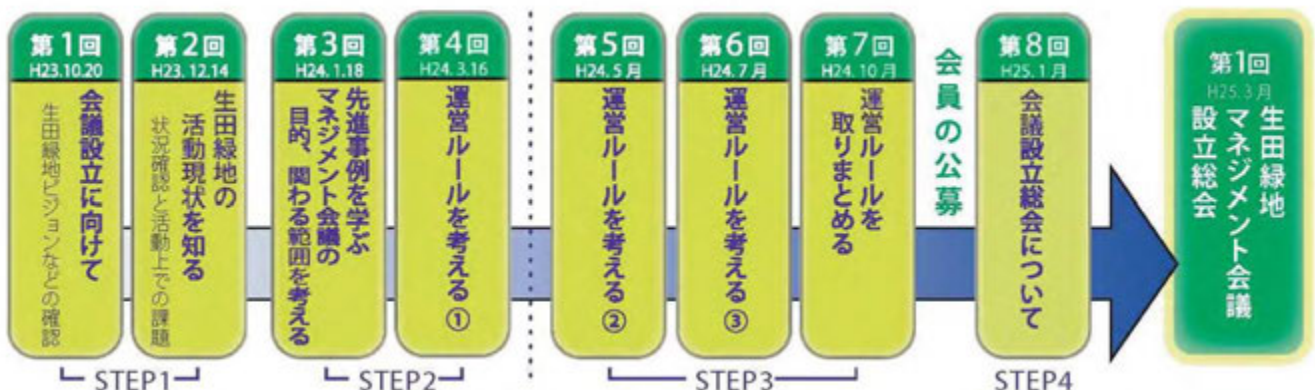 第1回
H23.10.20
会議設立に向けて
生田緑地ビジョンなどの確認
第2回
H23.12.14
生田緑地の
活動現状を知る
状況確認と活動上での課題
第3回
H24.1.18
先進事例を学ぶ
マネジメント会議の
目的、関わる範囲を考える
第4回
H24.3.16
運営ルールを考える①
第5回
H24.5月
運営ルールを考える②
第6回
H24.7月
運営ルールを考える③
第7回
H24.10月
運営ルールを
取りまとめる
会員の公募
第8回
H25.1月
会議設立総会について
第1回
H25.3月
生田緑地
マネジメント会議
設立総会
STEP1
STEP2
STEP3
STEP4